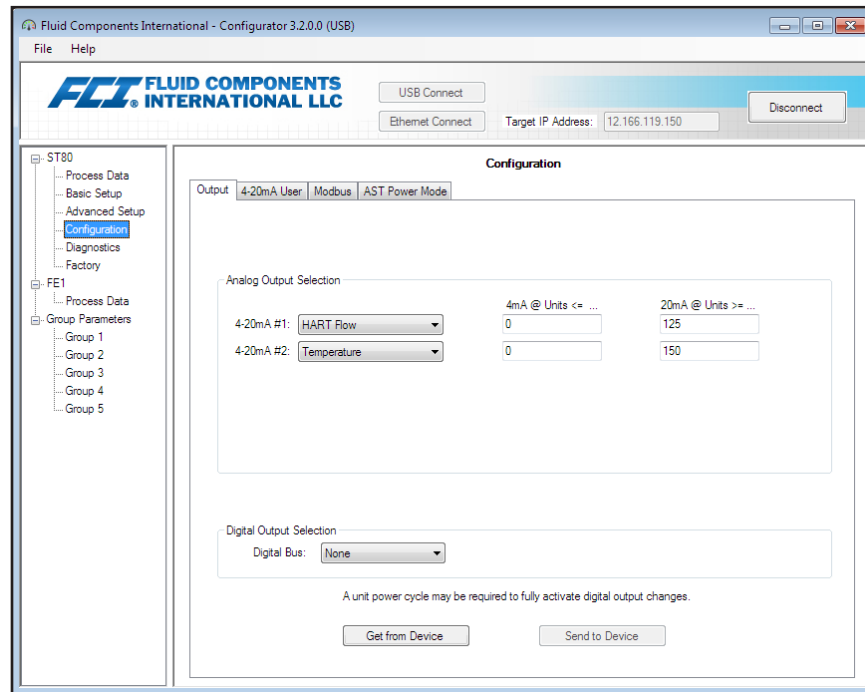 Fluid Components International - Configurator 3.2.0.0 (USB)
File Help
FCI® FLUID COMPONENTS
INTERNATIONAL LLC
USB Connect
Ethernet Connect
Target IP Address: 12.166.119.150
Disconnect
ST80
Process Data
Basic Setup
Advanced Setup
Configuration
Diagnostics
Factory
FE1
Process Data
Group Parameters
Group 1
Group 2
Group 3
Group 4
Group 5
Configuration
Output 4-20mA User Modbus AST Power Mode
Analog Output Selection
4mA @ Units <= ... 20mA @ Units >= ...
4-20mA #1: HART Flow 0 125
4-20mA #2: Temperature 0 150
Digital Output Selection
Digital Bus: None
A unit power cycle may be required to fully activate digital output changes.
Get from Device Send to Device